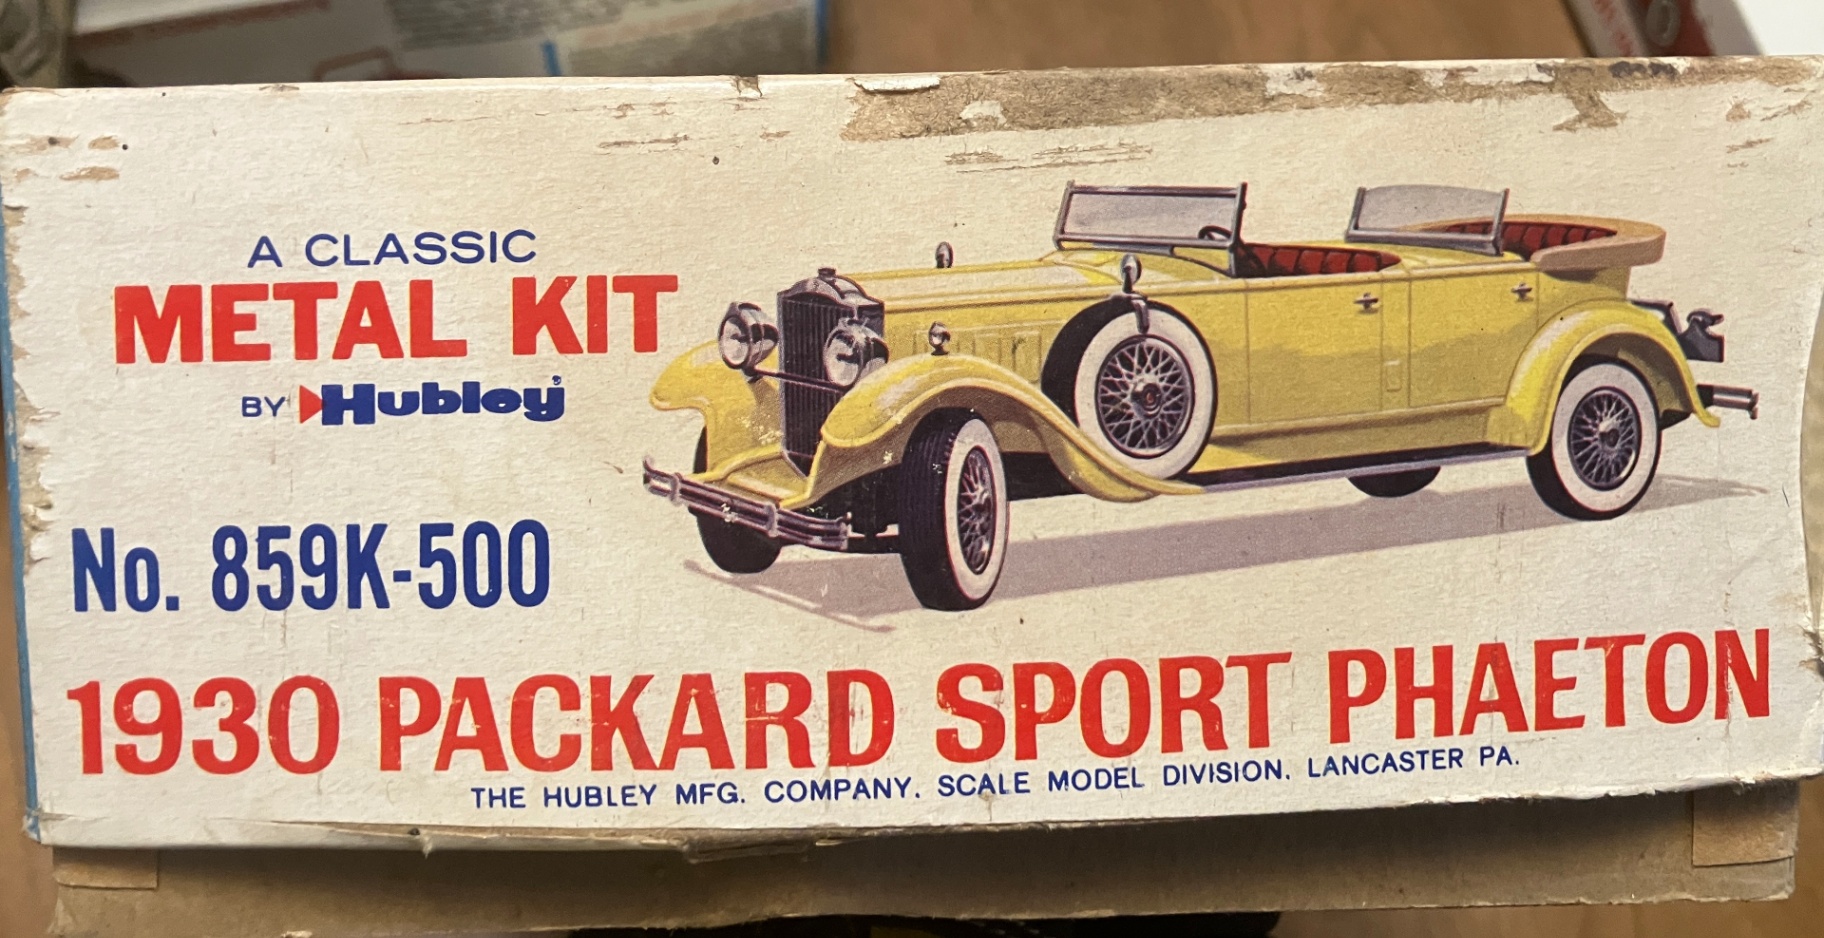 A CLASSIC
METAL KIT
BY Hubley®
No. 859K-500
1930 PACKARD SPORT PHAETON
THE HUBLEY MFG. COMPANY. SCALE MODEL DIVISION. LANCASTER PA.